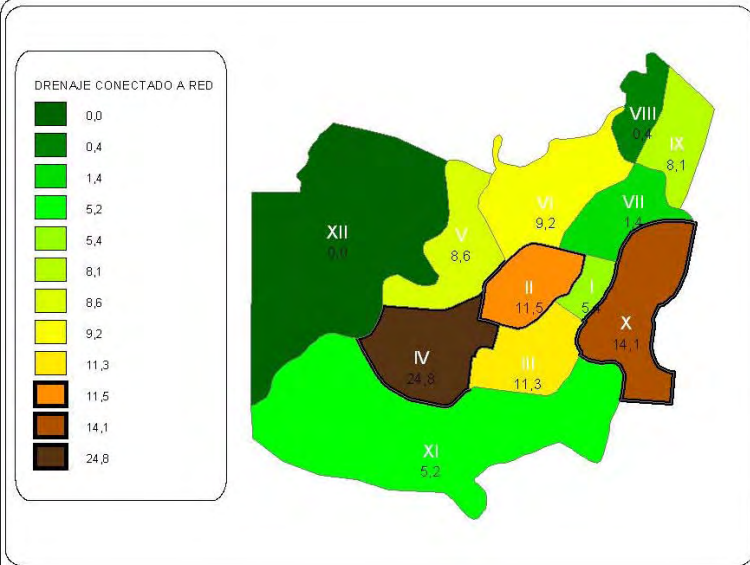 DRENAJE CONECTADO A RED
0,0
0,4
1,4
5,2
5,4
8,1
8,6
9,2
11,3
11,5
14,1
24,8
VIII
0,4
IX
8,1
VI
9,2
VII
1,4
XII
0,0
V
8,6
II
11,5
I
5,4
X
14,1
IV
24,8
III
11,3
XI
5,2